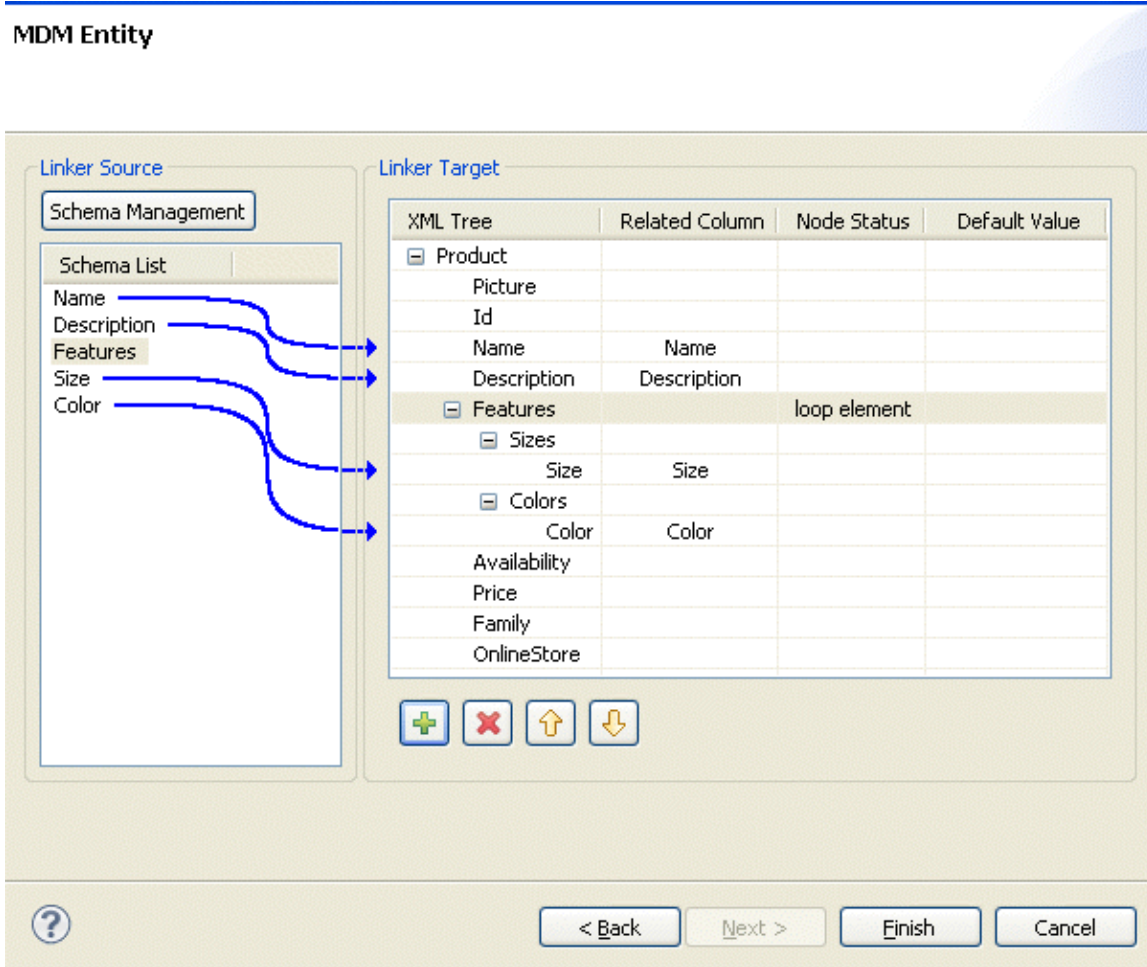 MDM Entity
Linker Source
Schema Management
Schema List
Name
Description
Features
Size
Color
Linker Target
XML Tree Related Column Node Status Default Value
Product
Picture
Id
Name Name
Description Description
Features loop element
Sizes
Size Size
Colors
Color Color
Availability
Price
Family
OnlineStore
< Back Next > Finish Cancel